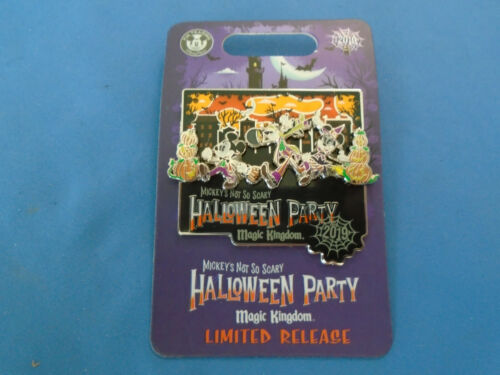 2019
MICKEY'S NOT SO SCARY
HALLOWEEN PARTY
Magic Kingdom
2019
MICKEY'S NOT SO SCARY
HALLOWEEN PARTY
Magic Kingdom
LIMITED RELEASE